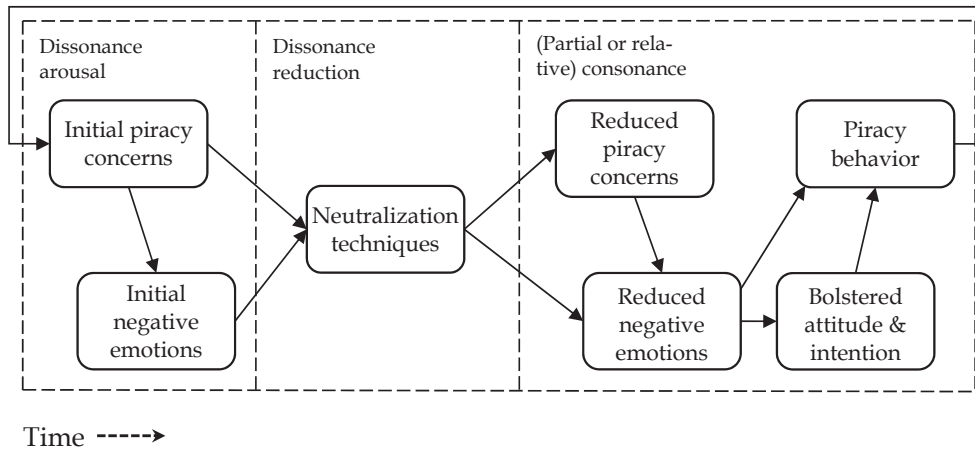 Dissonance
arousal
Dissonance
reduction
(Partial or rela-
tive) consonance
Initial piracy
concerns
Initial
negative
emotions
Neutralization
techniques
Reduced
piracy
concerns
Reduced
negative
emotions
Piracy
behavior
Bolstered
attitude &
intention
Time